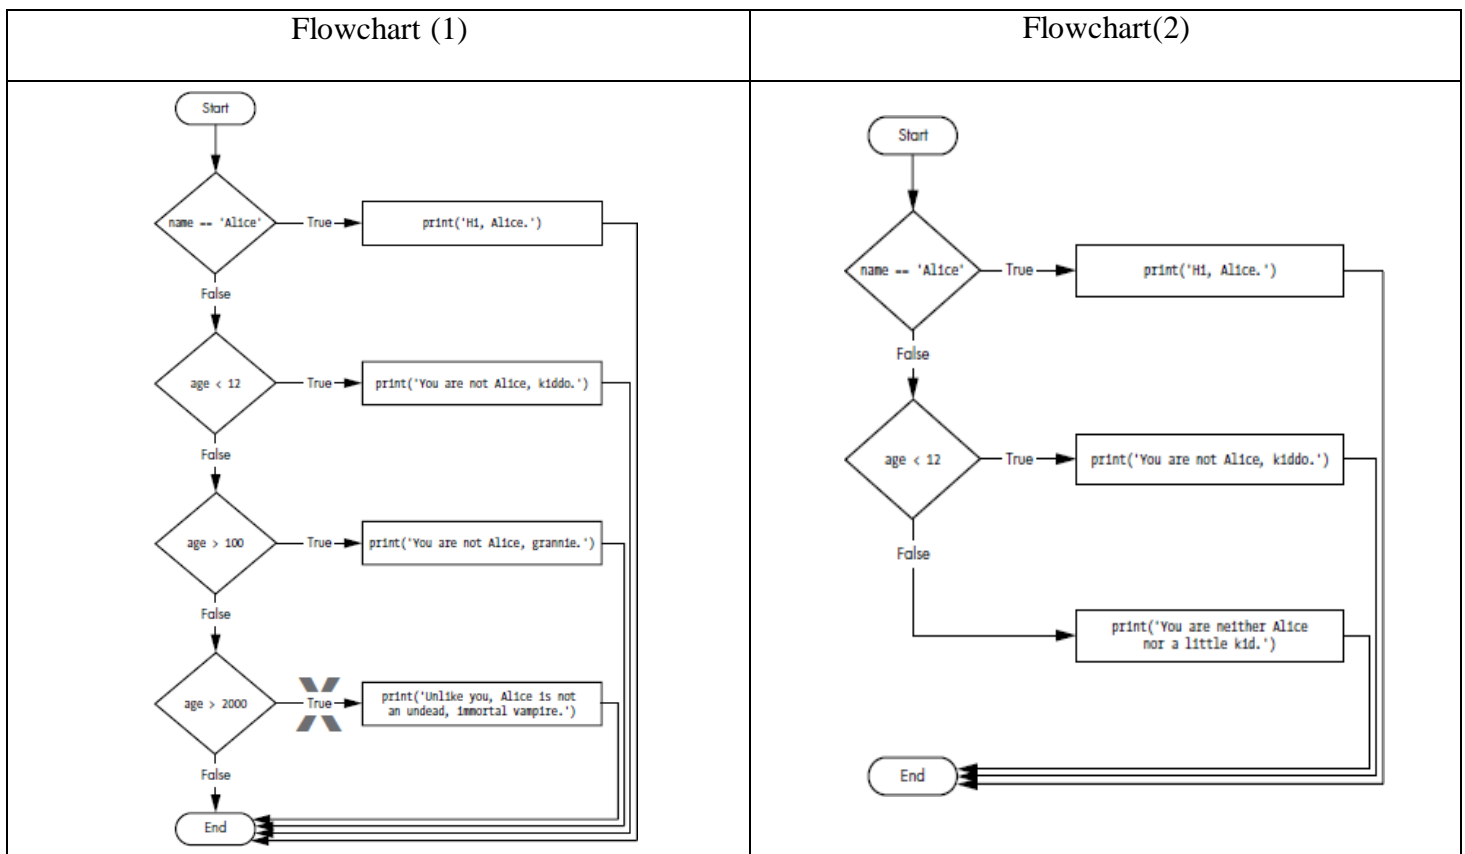 Flowchart (1)
Start
name == 'Alice'
True
print('Hi, Alice.')
False
age < 12
True
print('You are not Alice, kiddo.')
False
age > 100
True
print('You are not Alice, grannie.')
False
age > 2000
True
X
print('Unlike you, Alice is not
an undead, immortal vampire.')
False
End
Flowchart(2)
Start
name == 'Alice'
True
print('Hi, Alice.')
False
age < 12
True
print('You are not Alice, kiddo.')
False
print('You are neither Alice
nor a little kid.')
End